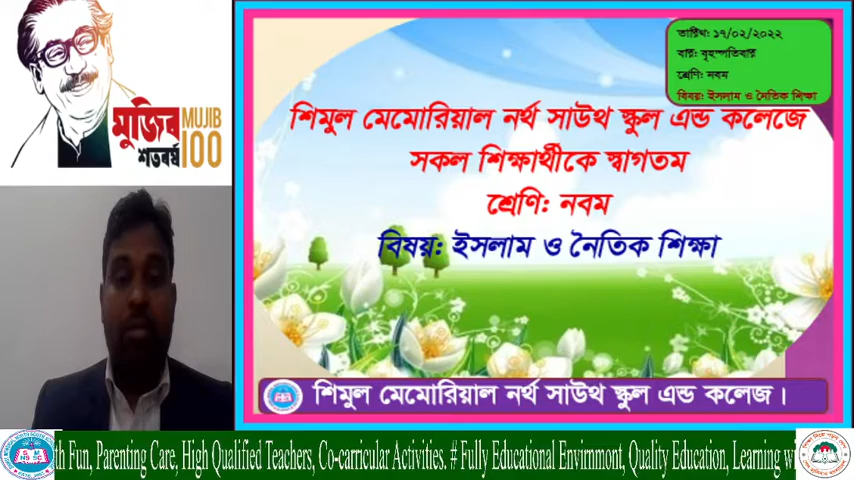 মুজিব MUJIB
শতবর্ষ 100
তারিখ: ১৭/০২/২০২২
বার: বৃহস্পতিবার
শ্রেণি: নবম
বিষয়: ইসলাম ও নৈতিক শিক্ষা
শিমুল মেমোরিয়াল নর্থ সাউথ স্কুল এন্ড কলেজে
সকল শিক্ষার্থীকে স্বাগতম
শ্রেণি: নবম
বিষয়: ইসলাম ও নৈতিক শিক্ষা
শিমুল মেমোরিয়াল নর্থ সাউথ স্কুল এন্ড কলেজ।
Fun, Parenting Care, High Qualified Teachers, Co-carricular Activities. # Fully Educational Envirnment, Quality Education, Learning